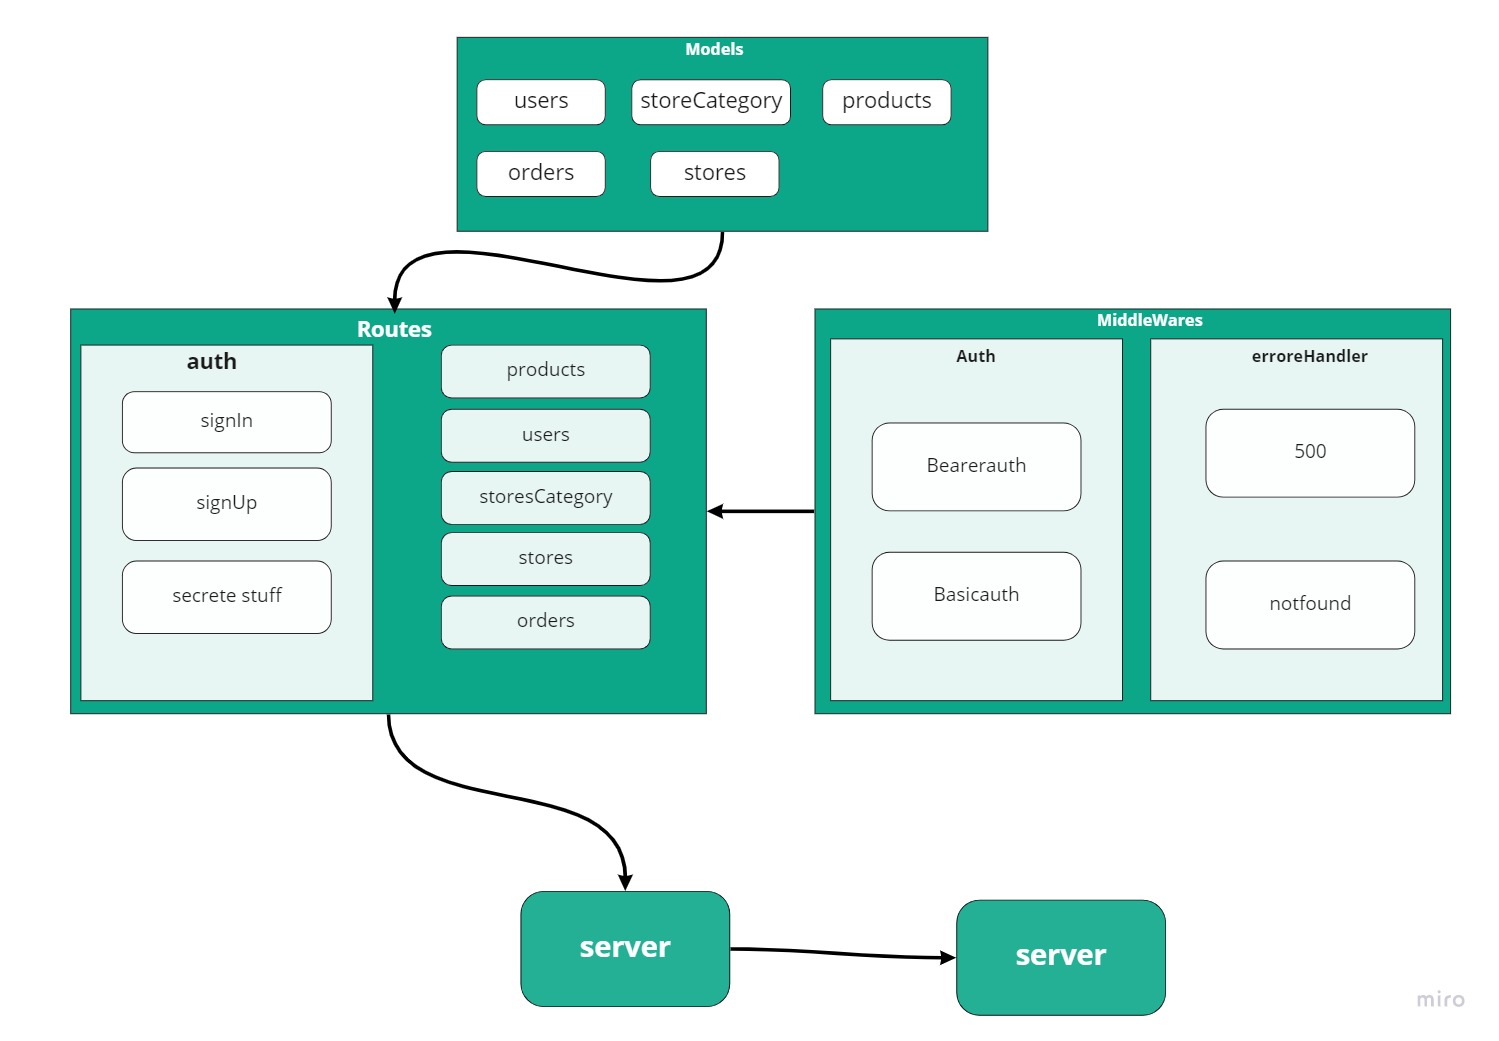 Models
users
storeCategory
products
orders
stores
Routes
auth
signIn
signUp
secrete stuff
products
users
storesCategory
stores
orders
MiddleWares
Auth
Bearerauth
Basicauth
erroreHandler
500
notfound
server
server
miro